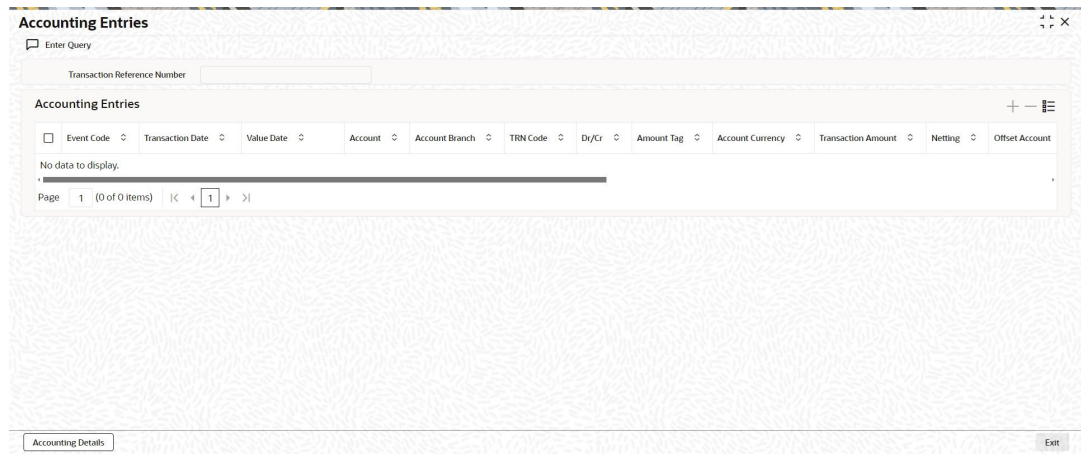 Accounting Entries
Enter Query
Transaction Reference Number
Accounting Entries
Event Code Transaction Date Value Date Account Account Branch TRN Code Dr/Cr Amount Tag Account Currency Transaction Amount Netting Offset Account
No data to display.
Page 1 (0 of 0 items) 1
Accounting Details Exit